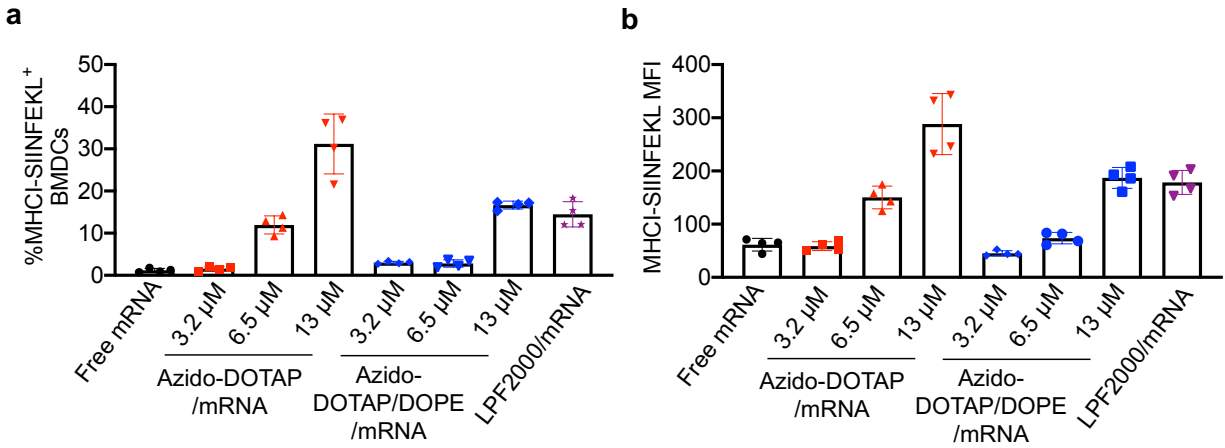 a
%MHCI-SIINFEKL+
BMDCs
50
40
30
20
10
0
Free mRNA
3.2 µM
6.5 µM
13 µM
3.2 µM
6.5 µM
13 µM
LPF2000/mRNA
Azido-DOTAP
/mRNA
Azido-
DOTAP/DOPE
/mRNA
b
MHCI-SIINFEKL MFI
400
300
200
100
0
Free mRNA
3.2 µM
6.5 µM
13 µM
3.2 µM
6.5 µM
13 µM
LPF2000/mRNA
Azido-DOTAP
/mRNA
Azido-
DOTAP/DOPE
/mRNA